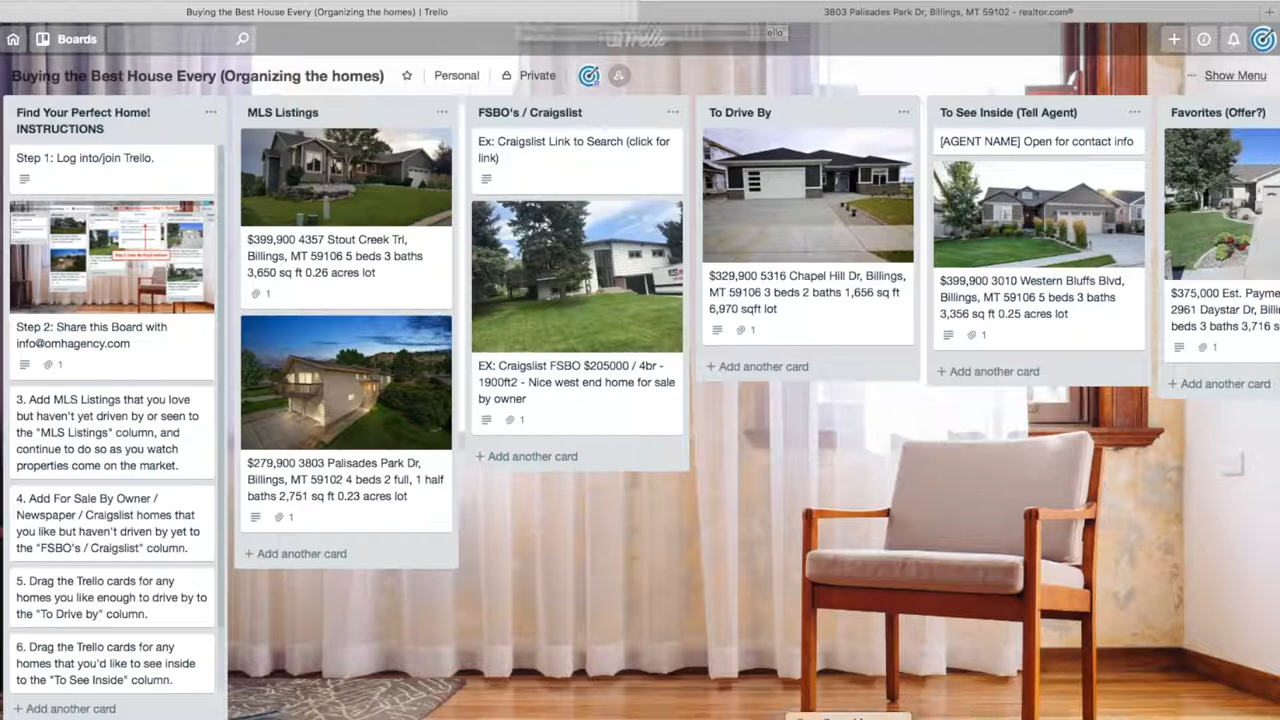 Buying the Best House Every (Organizing the homes) | Trello
3803 Palisades Park Dr, Billings, MT 59102 - realtor.com®
Boards
Trello
ello
Buying the Best House Every (Organizing the homes)
Personal
Private
Show Menu
Find Your Perfect Home!
INSTRUCTIONS
Step 1: Log into/join Trello.
Step 2: Share this Board with
info@omhagency.com
1
3. Add MLS Listings that you love
but haven't yet driven by or seen to
the "MLS Listings" column, and
continue to do so as you watch
properties come on the market.
4. Add For Sale By Owner /
Newspaper / Craigslist homes that
you like but haven't driven by yet to
the "FSBO's / Craigslist" column.
5. Drag the Trello cards for any
homes you like enough to drive by to
the "To Drive by" column.
6. Drag the Trello cards for any
homes that you'd like to see inside
to the "To See Inside" column.
+ Add another card
MLS Listings
$399,900 4357 Stout Creek Trl,
Billings, MT 59106 5 beds 3 baths
3,650 sq ft 0.26 acres lot
1
$279,900 3803 Palisades Park Dr,
Billings, MT 59102 4 beds 2 full, 1 half
baths 2,751 sq ft 0.23 acres lot
1
+ Add another card
FSBO's / Craigslist
Ex: Craigslist Link to Search (click for
link)
EX: Craigslist FSBO $205000 / 4br -
1900ft2 - Nice west end home for sale
by owner
1
+ Add another card
To Drive By
$329,900 5316 Chapel Hill Dr, Billings,
MT 59106 3 beds 2 baths 1,656 sq ft
6,970 sqft lot
1
+ Add another card
To See Inside (Tell Agent)
[AGENT NAME] Open for contact info
$399,900 3010 Western Bluffs Blvd,
Billings, MT 59106 5 beds 3 baths
3,356 sq ft 0.25 acres lot
1
+ Add another card
Favorites (Offer?)
$375,000 Est. Payme
2961 Daystar Dr, Billi
beds 3 baths 3,716 s
1
+ Add another card